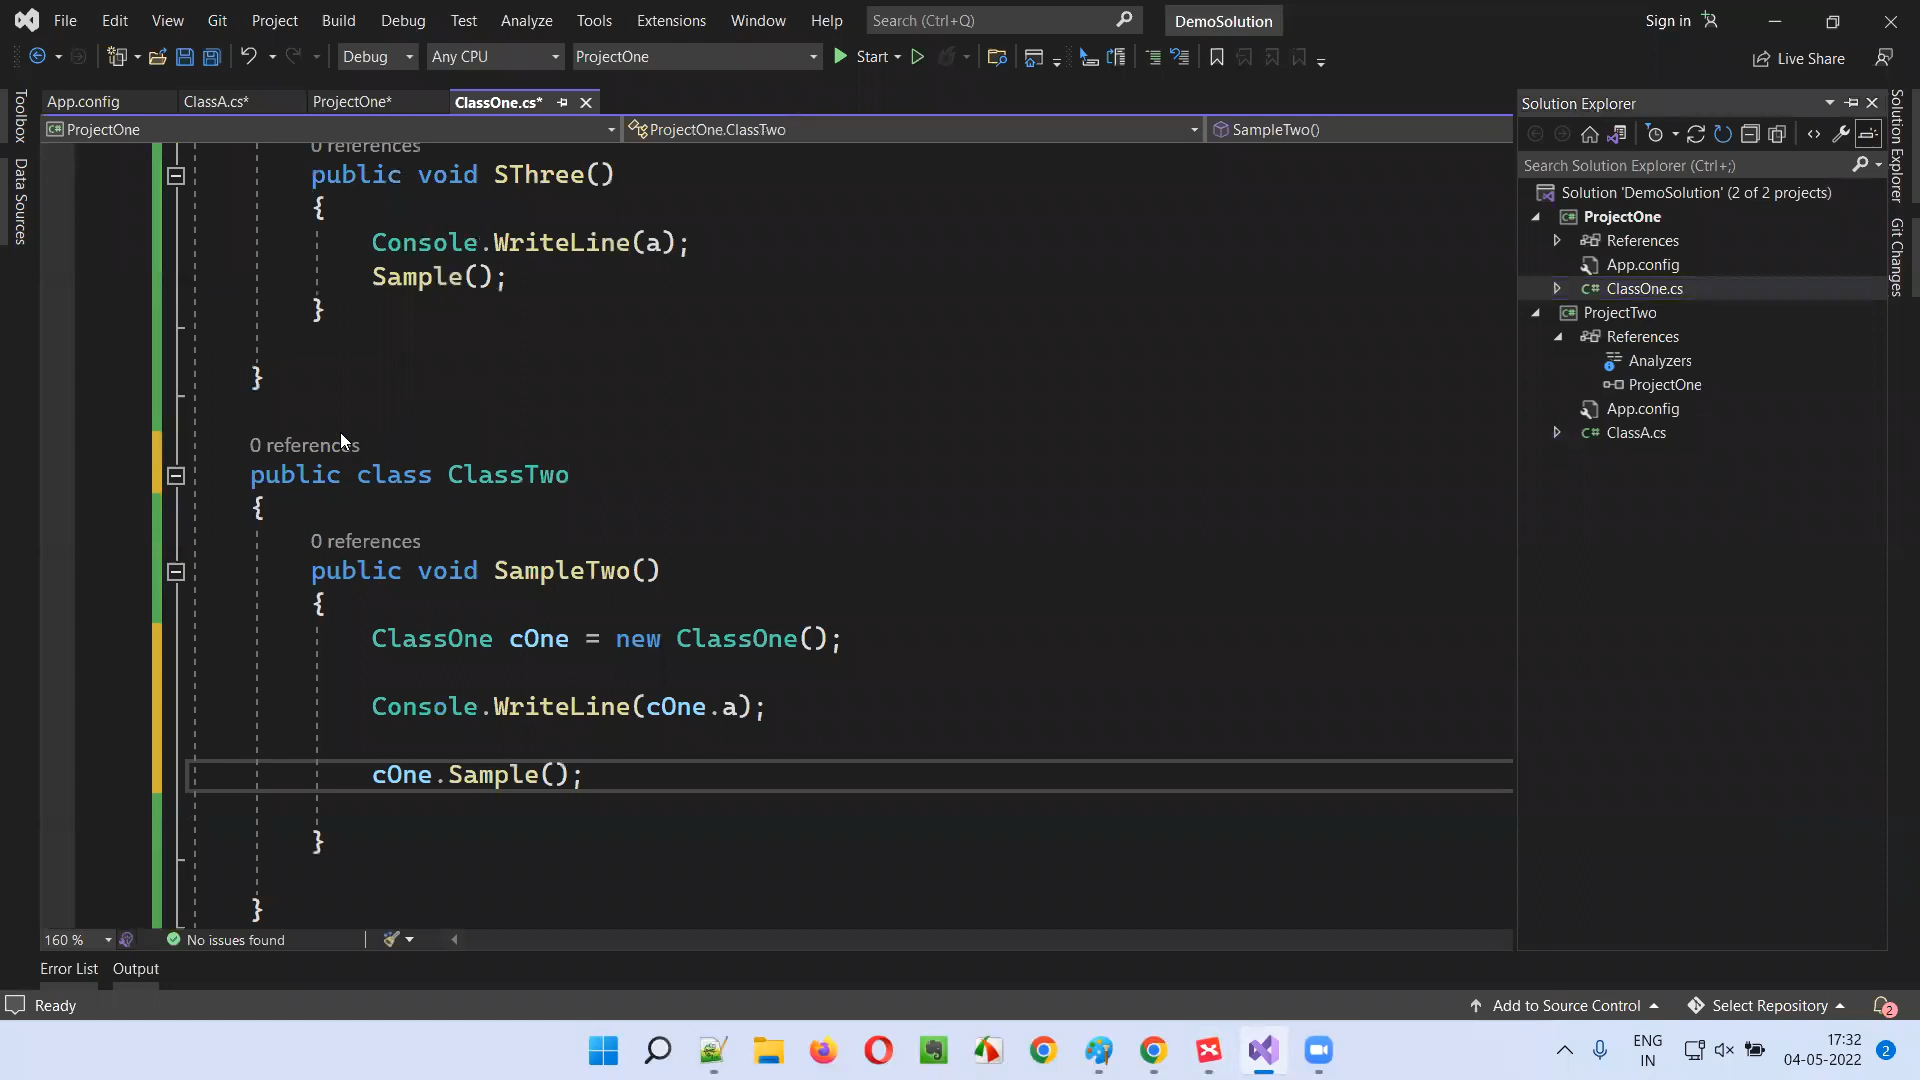 File Edit View Git Project Build Debug Test Analyze Tools Extensions Window Help Search (Ctrl+Q) DemoSolution Sign in
Debug Any CPU ProjectOne Start Live Share
App.config ClassA.cs* ProjectOne* ClassOne.cs*
ProjectOne ProjectOne.ClassTwo SampleTwo()
Toolbox
Data Sources
0 references
public void SThree()
{
Console.WriteLine(a);
Sample();
}
}
0 references
public class ClassTwo
{
0 references
public void SampleTwo()
{
ClassOne cOne = new ClassOne();
Console.WriteLine(cOne.a);
cOne.Sample();
}
}
160 % No issues found
Solution Explorer
Search Solution Explorer (Ctrl+;)
Solution 'DemoSolution' (2 of 2 projects)
C# ProjectOne
References
App.config
C# ClassOne.cs
C# ProjectTwo
References
Analyzers
ProjectOne
App.config
C# ClassA.cs
Solution Explorer
Git Changes
Error List Output
Ready Add to Source Control Select Repository 2
ENG
IN
17:32
04-05-2022
2